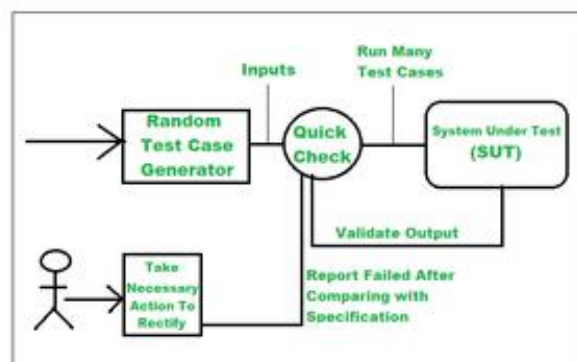 Inputs
Run Many
Test Cases
Random
Test Case
Generator
Quick
Check
System Under Test
(SUT)
Validate Output
Take
Necessary
Action To
Rectify
Report Failed After
Comparing with
Specification